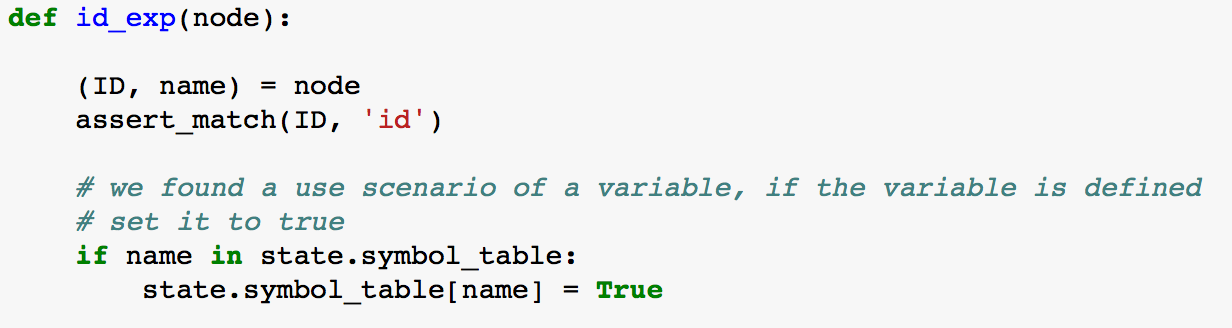 def id_exp(node):
    (ID, name) = node
    assert_match(ID, 'id')
    # we found a use scenario of a variable, if the variable is defined
    # set it to true
    if name in state.symbol_table:
        state.symbol_table[name] = True